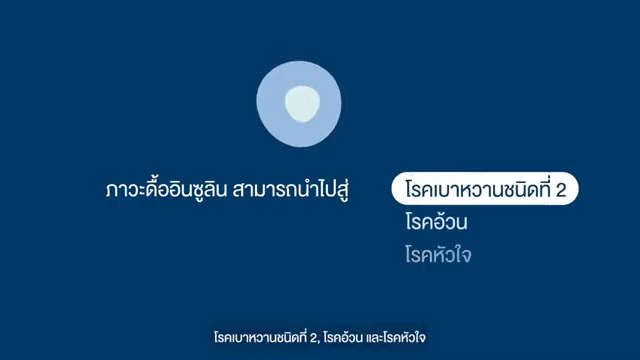 ภาวะดื้ออินซูลิน สามารถนำไปสู่
โรคเบาหวานชนิดที่ 2
โรคอ้วน
โรคหัวใจ
โรคเบาหวานชนิดที่ 2, โรคอ้วน และโรคหัวใจ